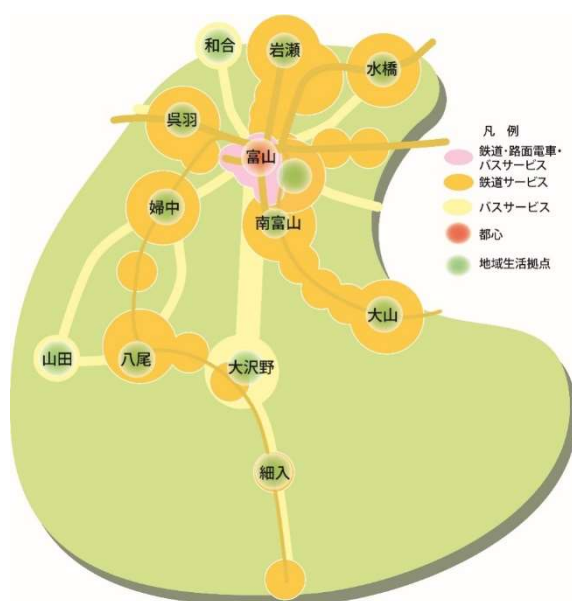 和合
岩瀬
水橋
呉羽
富山
婦中
南富山
大山
山田
八尾
大沢野
細入
凡 例
鉄道・路面電車・
バスサービス
鉄道サービス
バスサービス
都心
地域生活拠点